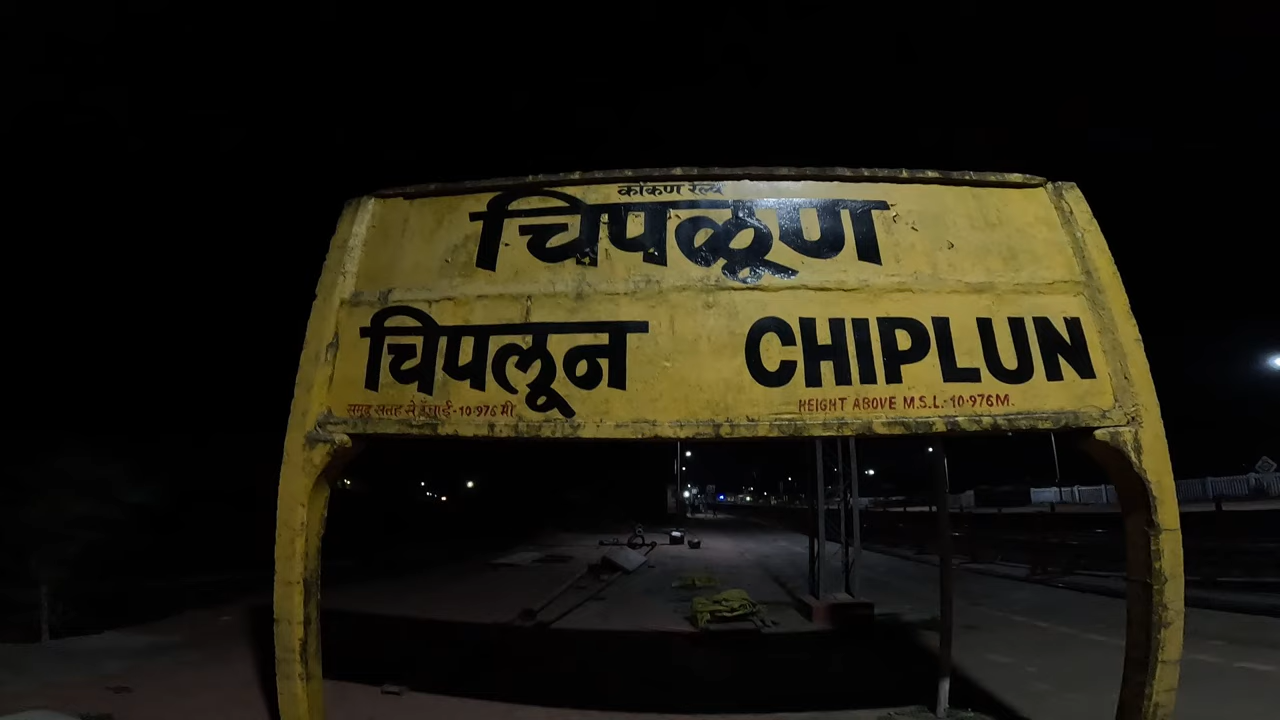 कोंकण रेल्वे
चिपळूण
चिपलून CHIPLUN
समुद्र सतह से ऊँचाई-10·976 मी HEIGHT ABOVE M.S.L.-10·976M.